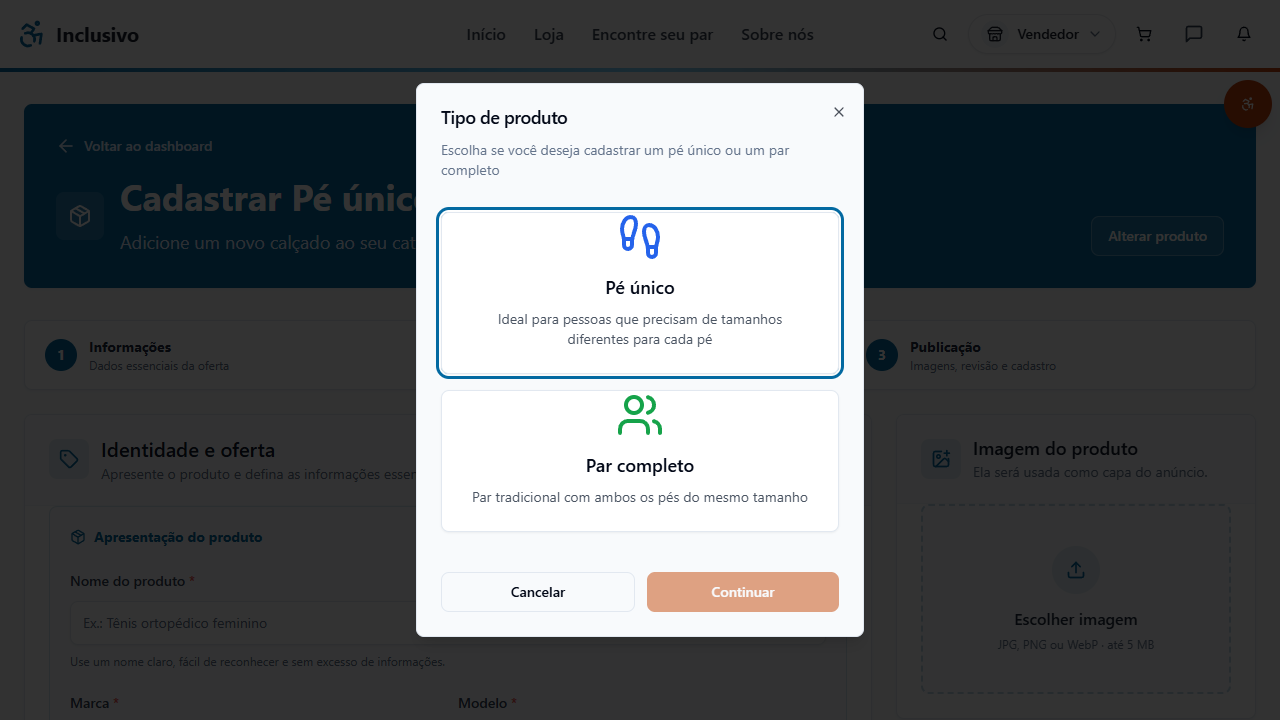 Inclusivo
Início
Loja
Encontre seu par
Sobre nós
Vendedor
Voltar ao dashboard
Cadastrar Pé únic
Adicione um novo calçado ao seu cat
Alterar produto
1
Informações
Dados essenciais da oferta
3
Publicação
Imagens, revisão e cadastro
Identidade e oferta
Apresente o produto e defina as informações essen
Apresentação do produto
Nome do produto *
Ex.: Tênis ortopédico feminino
Use um nome claro, fácil de reconhecer e sem excesso de informações.
Marca *
Modelo *
Imagem do produto
Ela será usada como capa do anúncio.
Escolher imagem
JPG, PNG ou WebP · até 5 MB
Tipo de produto
Escolha se você deseja cadastrar um pé único ou um par
completo
Pé único
Ideal para pessoas que precisam de tamanhos
diferentes para cada pé
Par completo
Par tradicional com ambos os pés do mesmo tamanho
Cancelar
Continuar